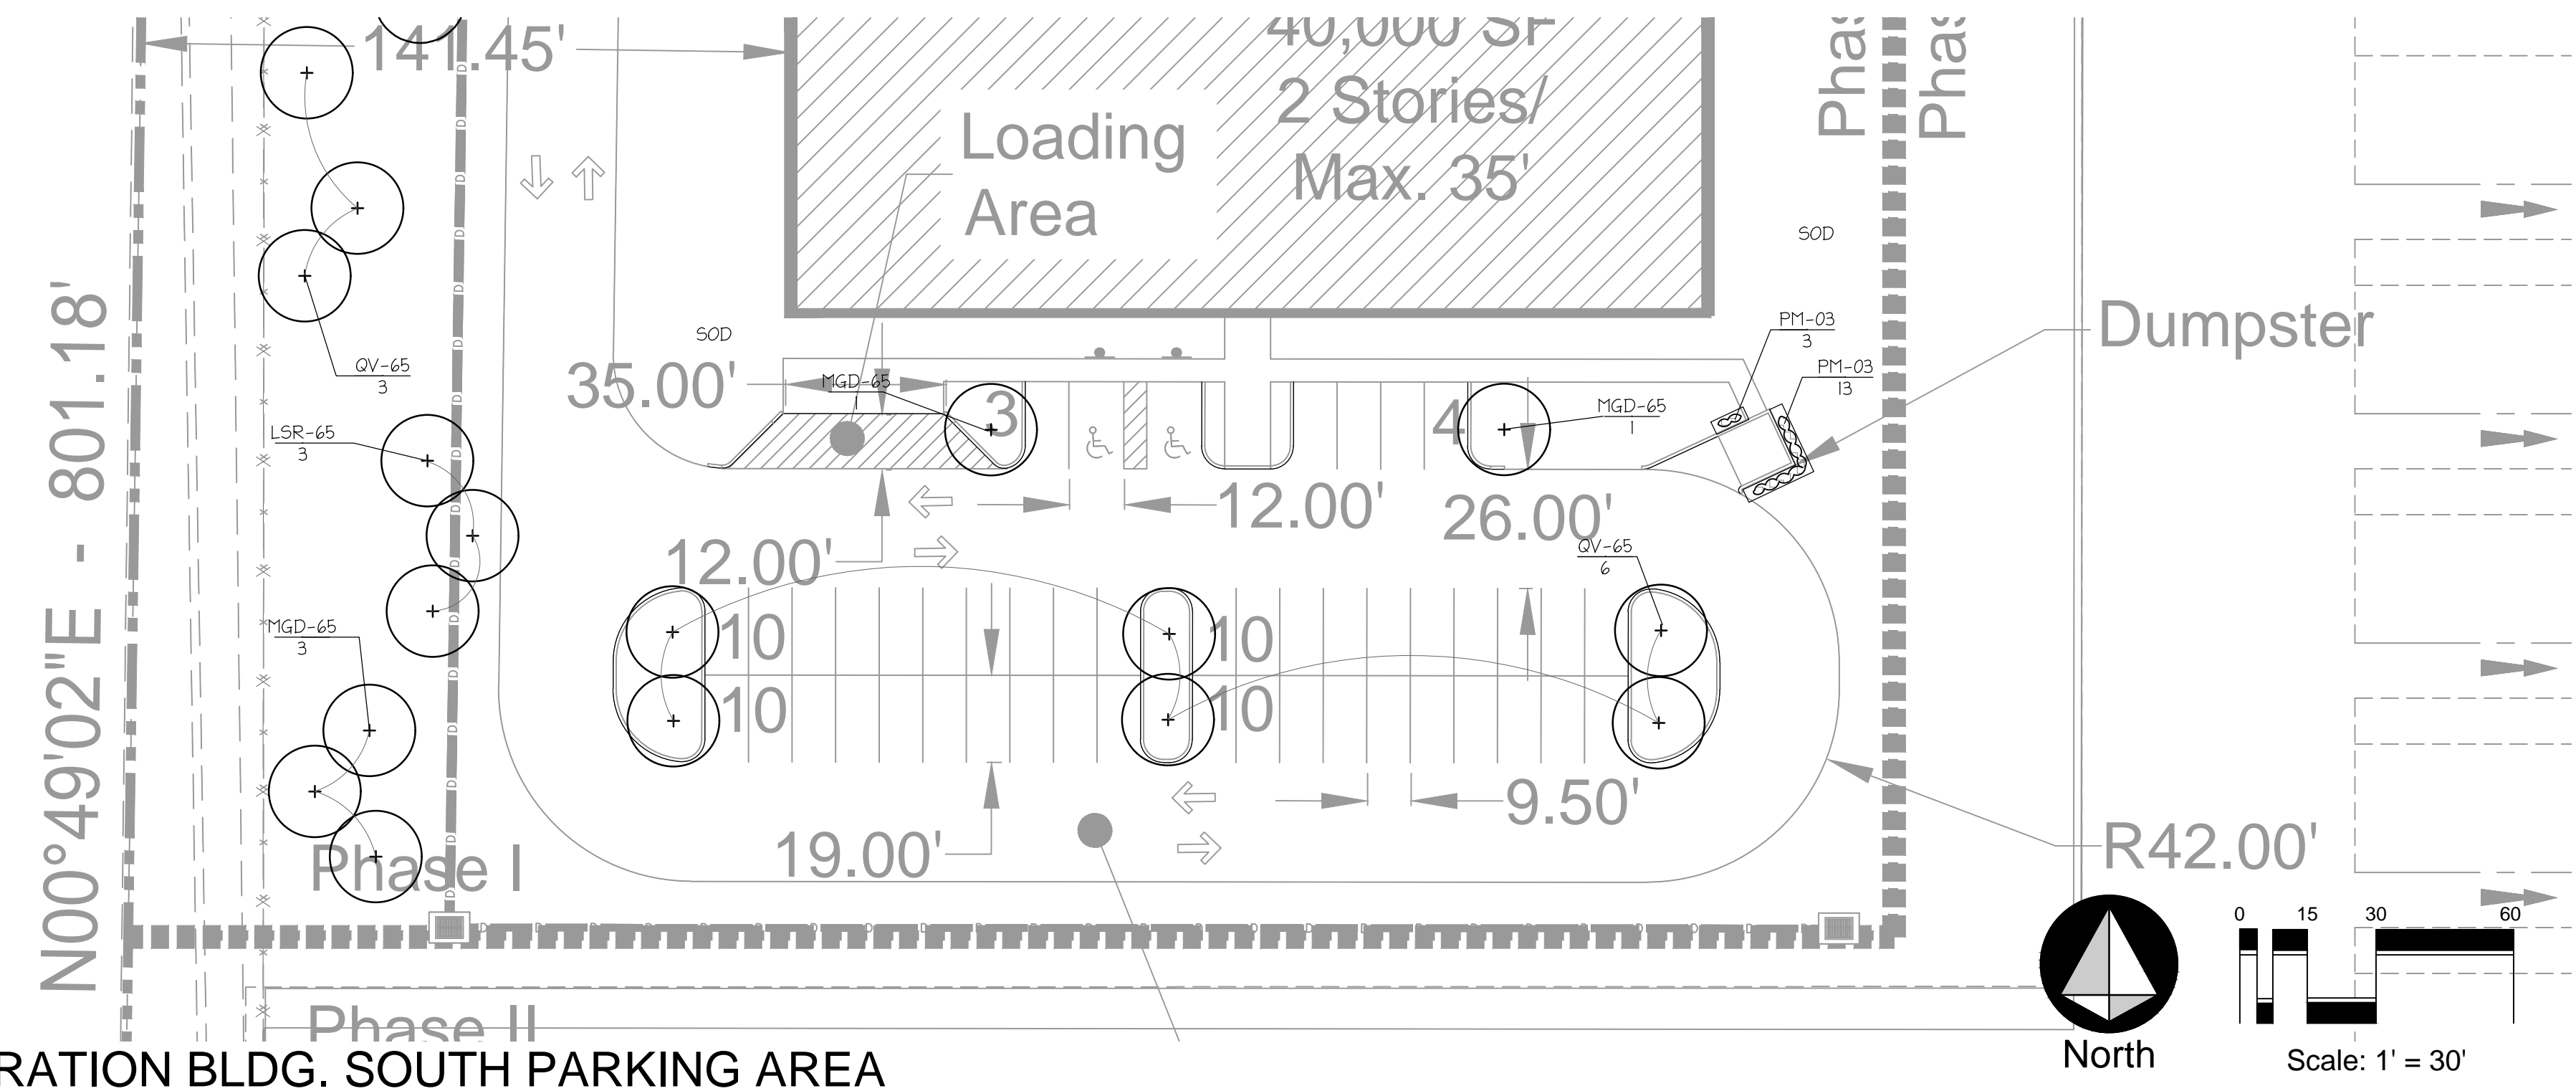 141.45'
40,000 SF
2 Stories/
Max. 35'
Loading
Area
Phas
Phas
SOD
N00°49'02"E - 801.18'
QV-65
3
SOD
35.00'
MGD-65
1
3
4
MGD-65
1
PM-03
3
PM-03
13
Dumpster
LSR-65
3
12.00'
26.00'
12.00'
QV-65
6
MGD-65
3
10
10
10
10
9.50'
19.00'
R42.00'
Phase I
Phase II
0 15 30 60
North
Scale: 1' = 30'
RATION BLDG. SOUTH PARKING AREA